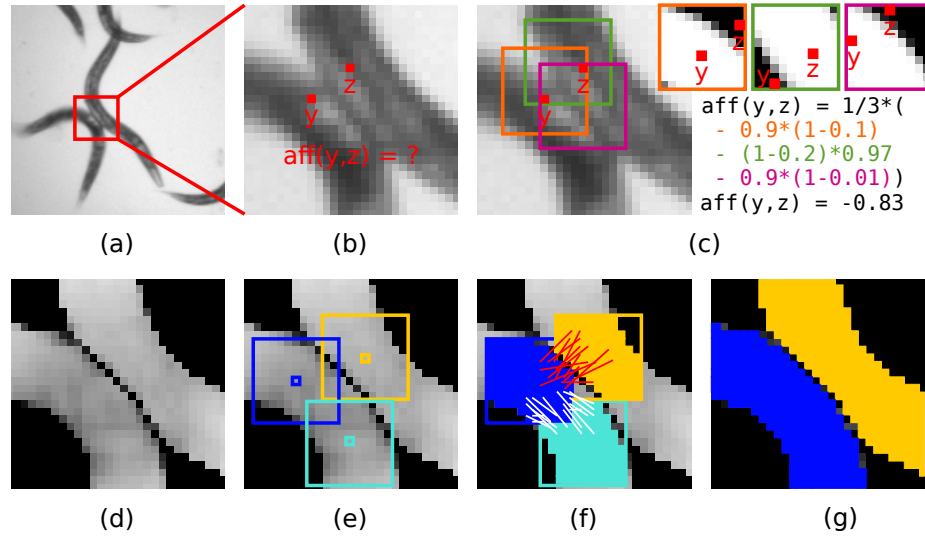 z
y
aff(y,z) = ?
z
y
y
z
y
z
y
z
aff(y,z) = 1/3*(
- 0.9*(1-0.1)
- (1-0.2)*0.97
- 0.9*(1-0.01))
aff(y,z) = -0.83
(a)
(b)
(c)
(d)
(e)
(f)
(g)